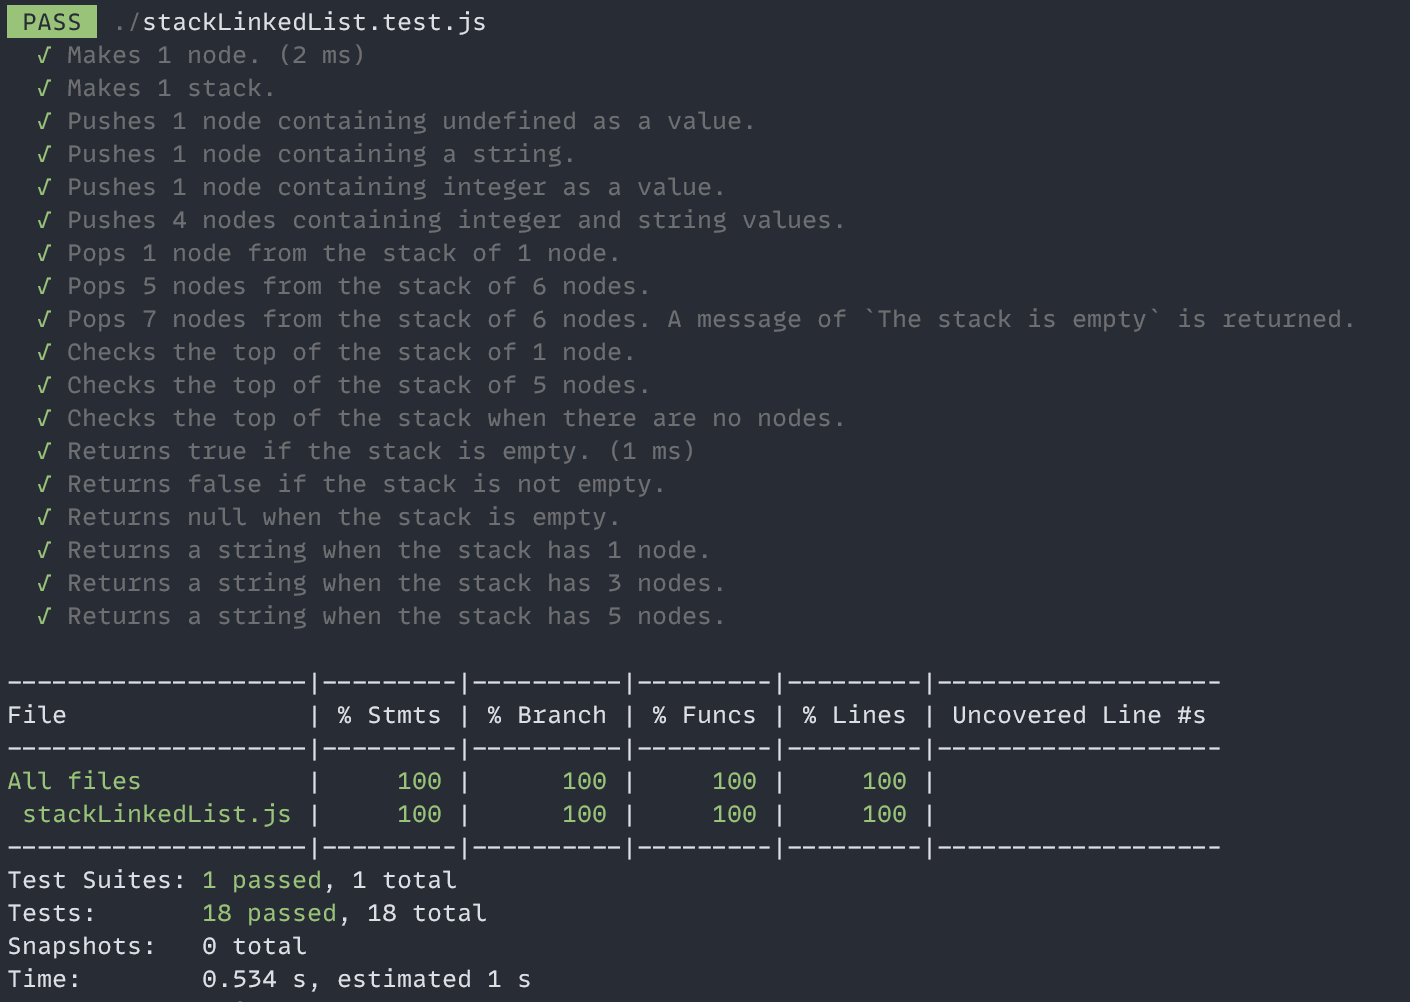 PASS ./stackLinkedList.test.js
√ Makes 1 node. (2 ms)
√ Makes 1 stack.
√ Pushes 1 node containing undefined as a value.
√ Pushes 1 node containing a string.
√ Pushes 1 node containing integer as a value.
√ Pushes 4 nodes containing integer and string values.
√ Pops 1 node from the stack of 1 node.
√ Pops 5 nodes from the stack of 6 nodes.
√ Pops 7 nodes from the stack of 6 nodes. A message of `The stack is empty` is returned.
√ Checks the top of the stack of 1 node.
√ Checks the top of the stack of 5 nodes.
√ Checks the top of the stack when there are no nodes.
√ Returns true if the stack is empty. (1 ms)
√ Returns false if the stack is not empty.
√ Returns null when the stack is empty.
√ Returns a string when the stack has 1 node.
√ Returns a string when the stack has 3 nodes.
√ Returns a string when the stack has 5 nodes.
--------------------|---------|----------|---------|---------|-------------------
File                | % Stmts | % Branch | % Funcs | % Lines | Uncovered Line #s
--------------------|---------|----------|---------|---------|-------------------
All files           |     100 |      100 |     100 |     100 |
 stackLinkedList.js |     100 |      100 |     100 |     100 |
--------------------|---------|----------|---------|---------|-------------------
Test Suites: 1 passed, 1 total
Tests:       18 passed, 18 total
Snapshots:   0 total
Time:        0.534 s, estimated 1 s